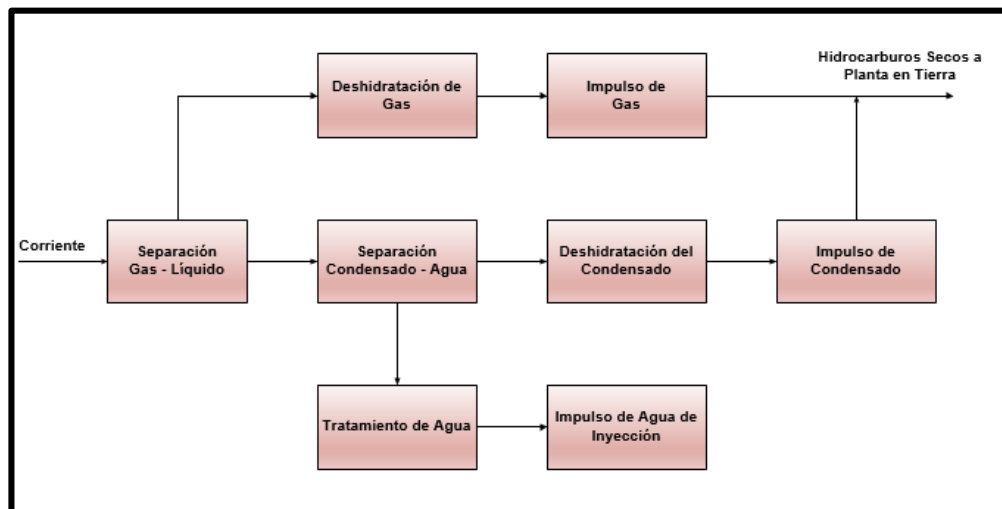 Hidrocarburos Secos a
Planta en Tierra
Deshidratación de
Gas
Impulso de
Gas
Corriente
Separación
Gas - Líquido
Separación
Condensado - Agua
Deshidratación del
Condensado
Impulso de
Condensado
Tratamiento de Agua
Impulso de Agua de
Inyección